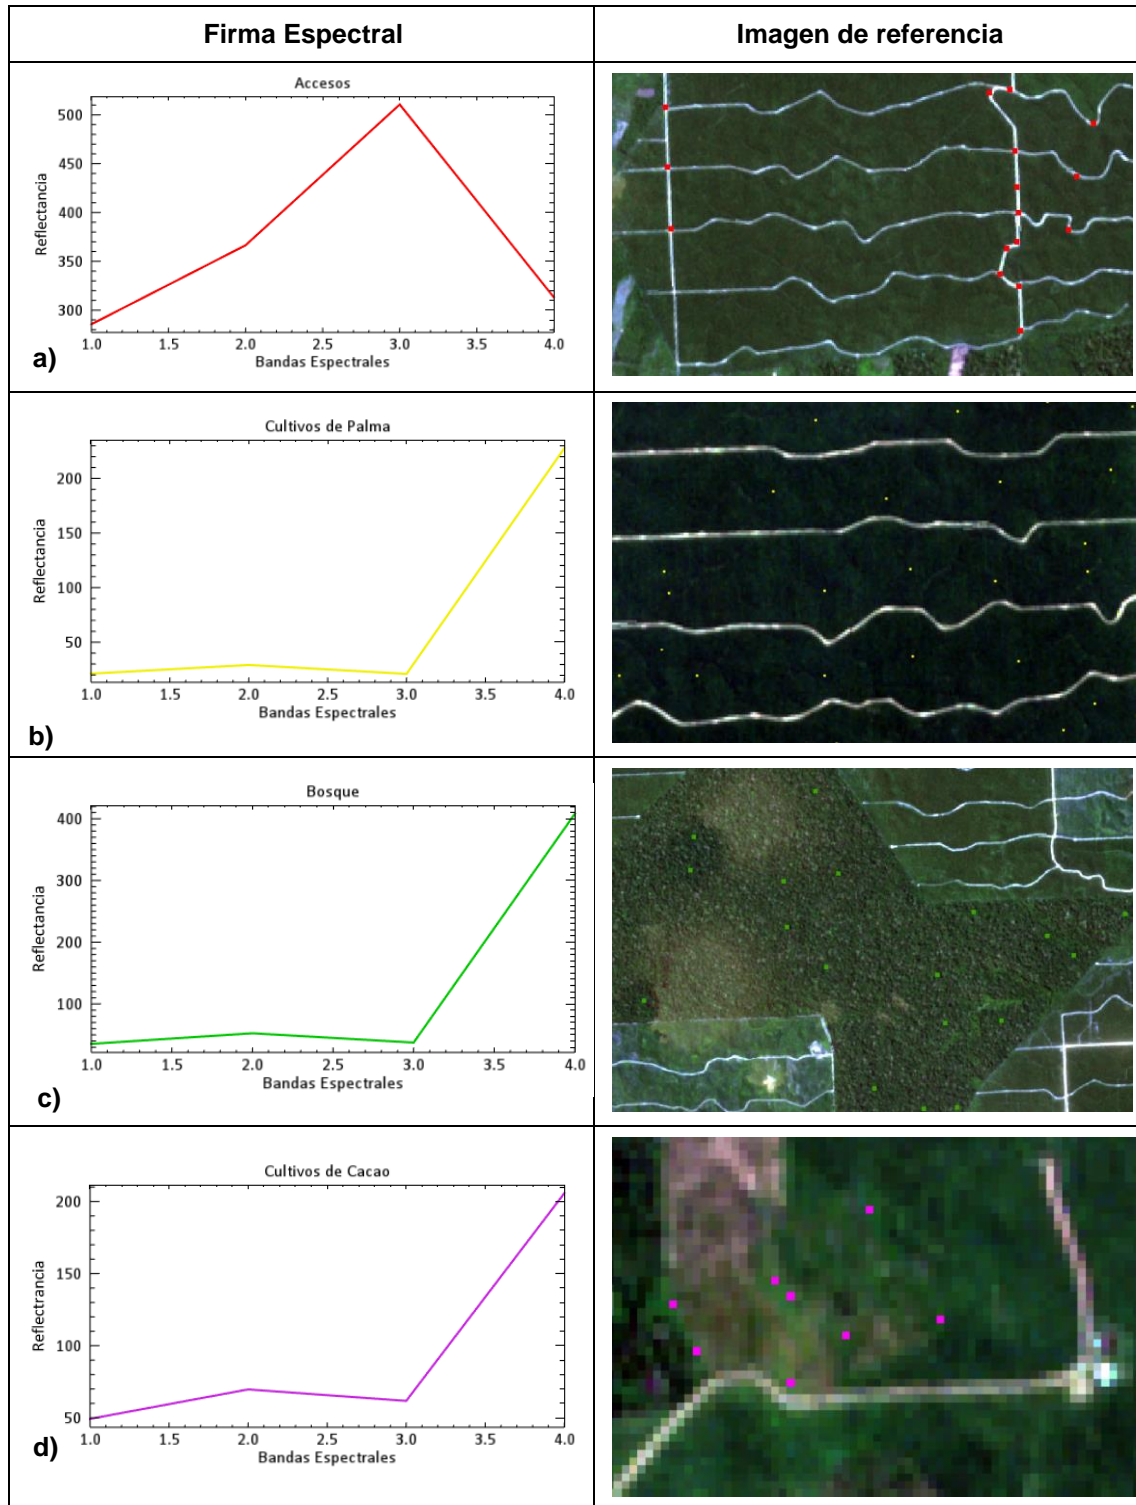 Firma Espectral
Imagen de referencia
Accesos
Reflectancia
500
450
400
350
300
1.0 1.5 2.0 2.5 3.0 3.5 4.0
Bandas Espectrales
a)
Cultivos de Palma
Reflectancia
200
150
100
50
1.0 1.5 2.0 2.5 3.0 3.5 4.0
Bandas Espectrales
b)
Bosque
Reflectancia
400
300
200
100
1.0 1.5 2.0 2.5 3.0 3.5 4.0
Bandas Espectrales
c)
Cultivos de Cacao
Reflectrancia
200
150
100
50
1.0 1.5 2.0 2.5 3.0 3.5 4.0
Bandas Espectrales
d)